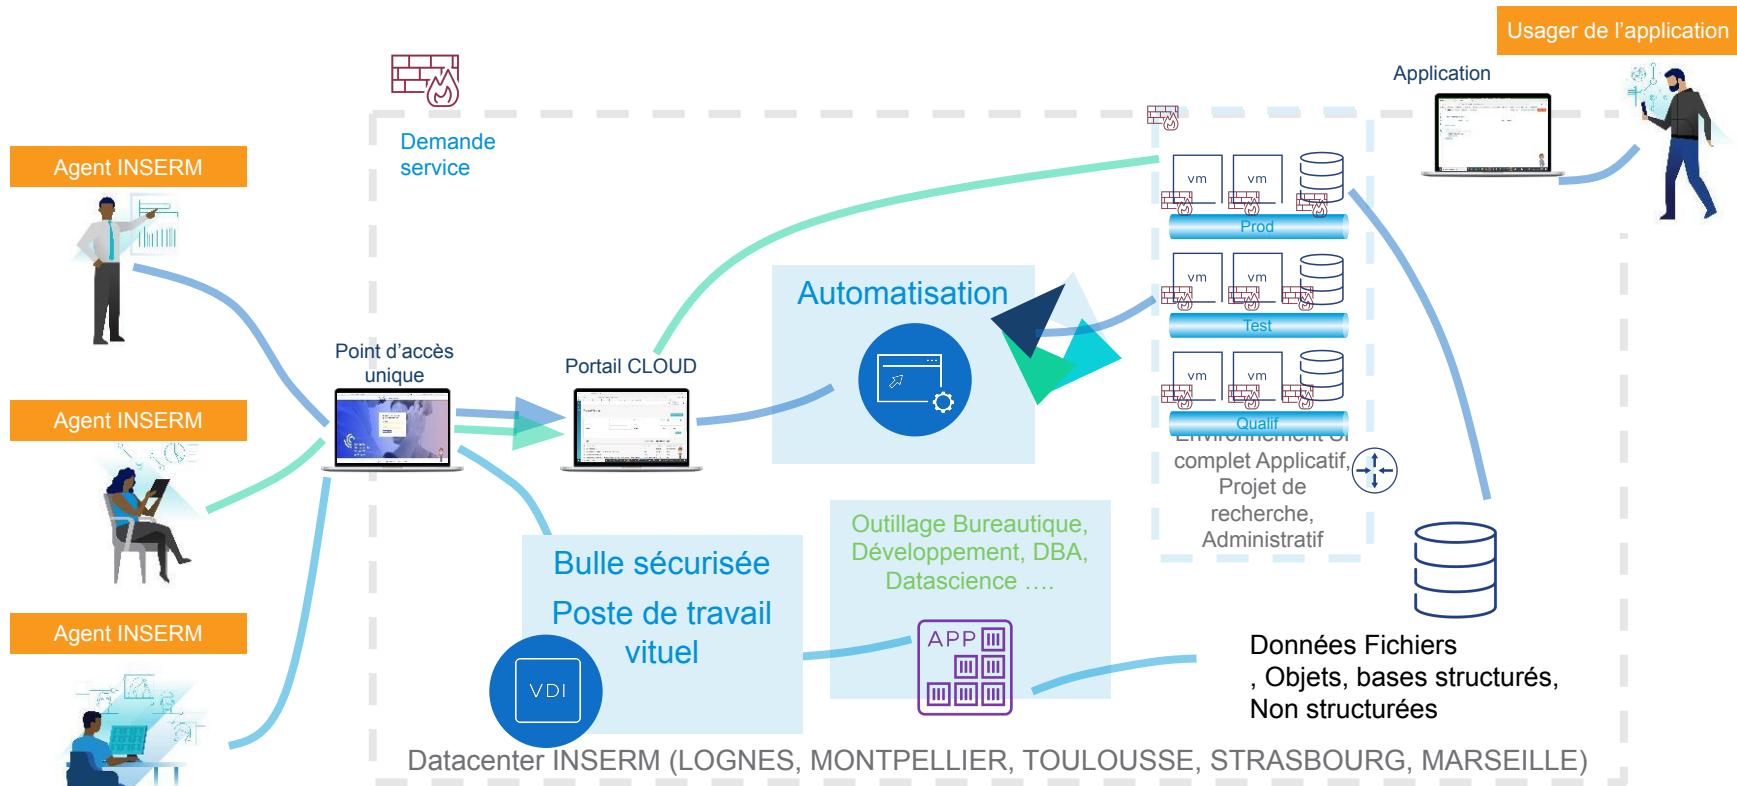 Usager de l'application
Application
Demande
service
Agent INSERM
Agent INSERM
Agent INSERM
Point d'accès
unique
Portail CLOUD
Automatisation
vm
vm
Prod
vm
vm
Test
vm
vm
Qualif
Environnement SI
complet Applicatif,
Projet de
recherche,
Administratif
Outillage Bureautique,
Développement, DBA,
Datascience ....
APP
Bulle sécurisée
Poste de travail
vituel
VDI
Données Fichiers
, Objets, bases structurés,
Non structurées
Datacenter INSERM (LOGNES, MONTPELLIER, TOULOUSSE, STRASBOURG, MARSEILLE)